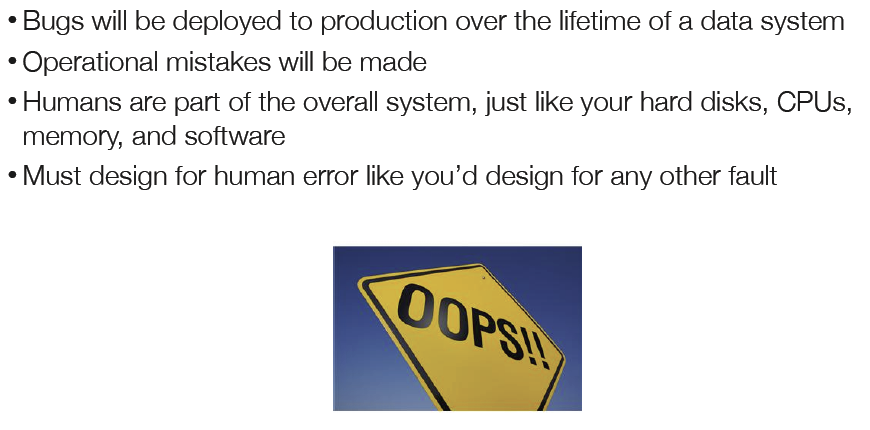 • Bugs will be deployed to production over the lifetime of a data system
• Operational mistakes will be made
• Humans are part of the overall system, just like your hard disks, CPUs,
memory, and software
• Must design for human error like you’d design for any other fault
OOPS!!